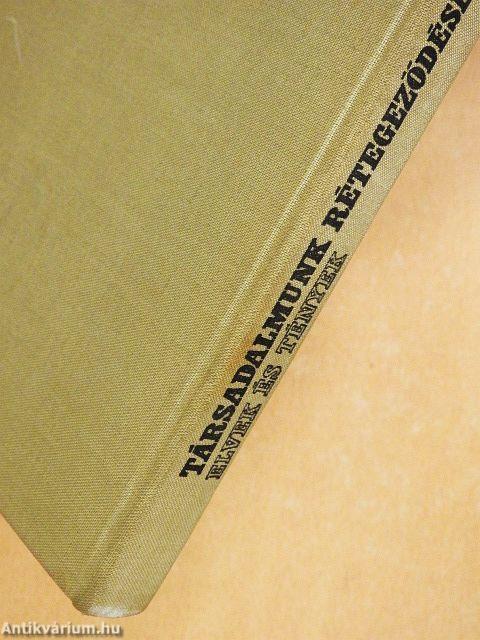 TÁRSADALMUNK RÉTEGEZŐDÉSE
ELVEK ÉS TÉNYEK
Antikvárium.hu